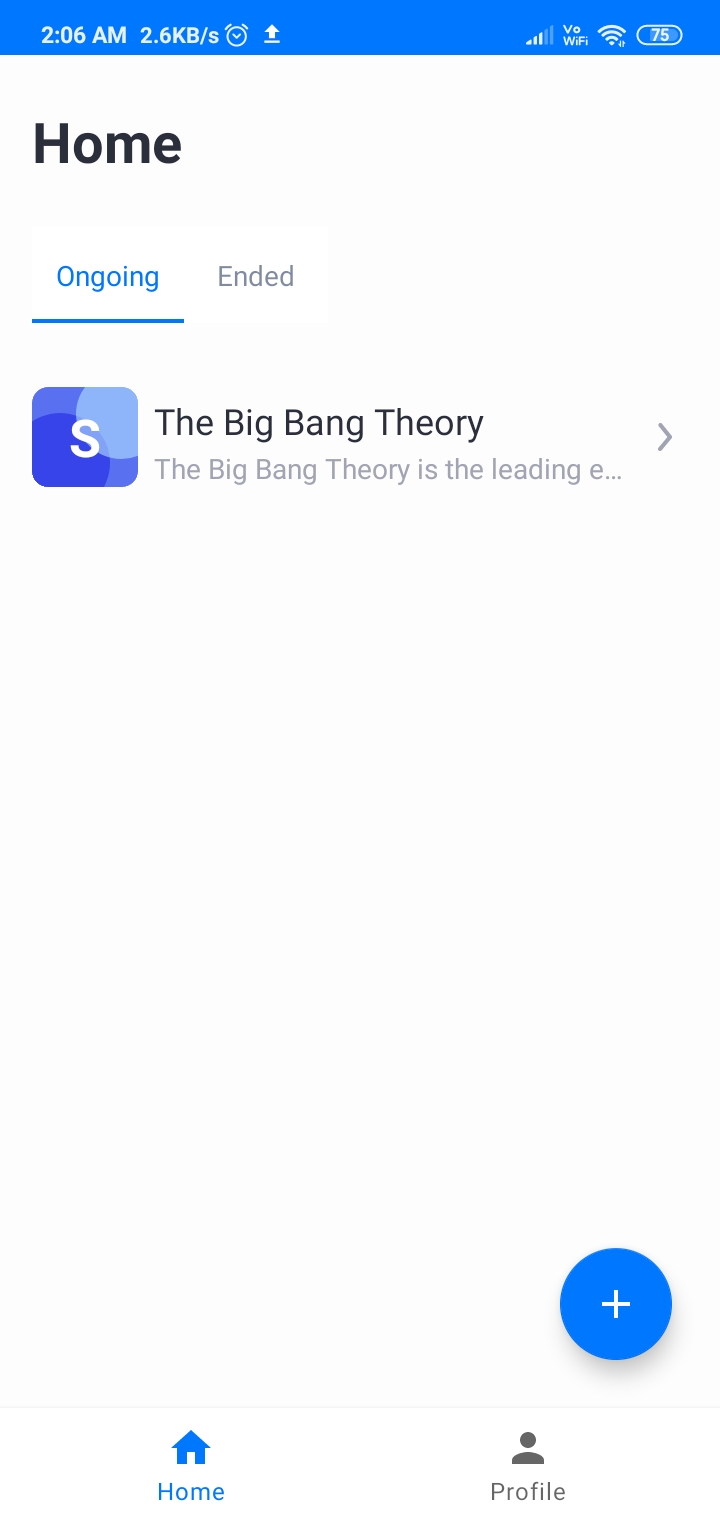 2:06 AM 2.6KB/s Vo WiFi 75
Home
Ongoing Ended
S
The Big Bang Theory
The Big Bang Theory is the leading e...
+
Home Profile